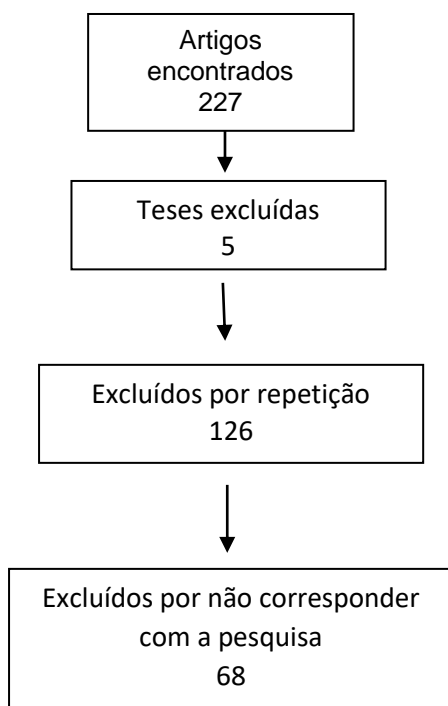 Artigos
encontrados
227
Teses excluídas
5
Excluídos por repetição
126
Excluídos por não corresponder
com a pesquisa
68